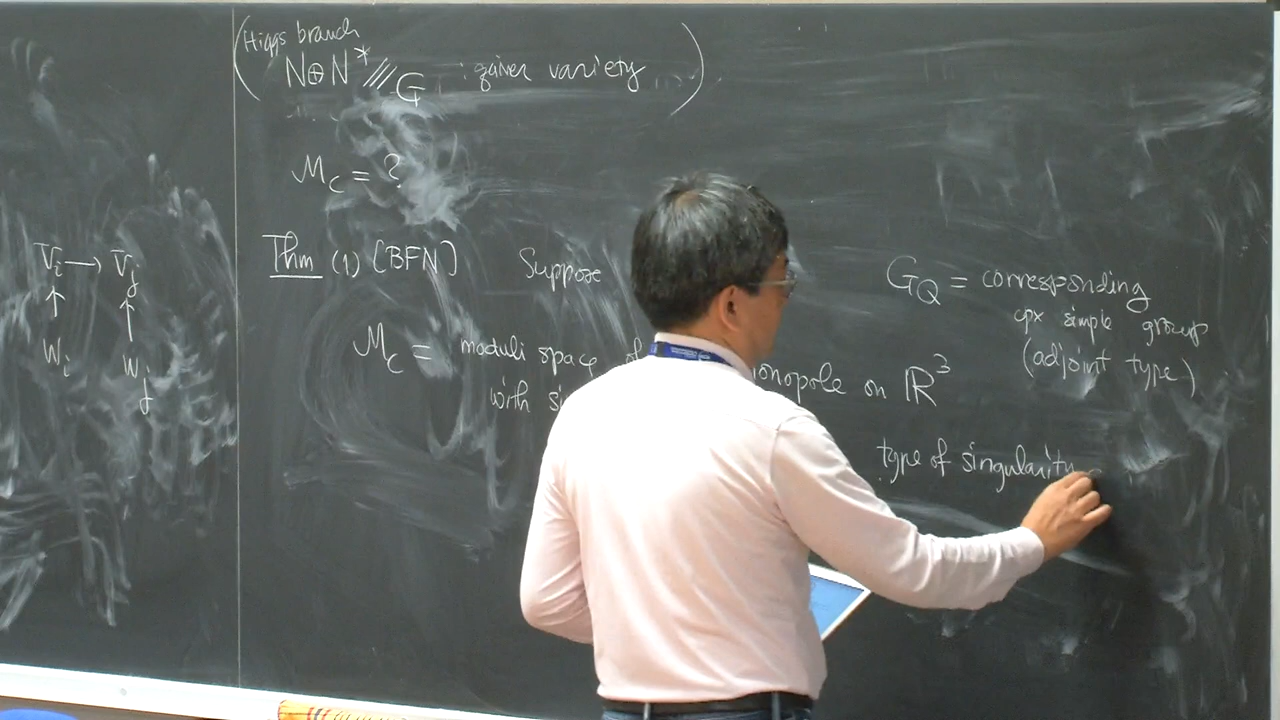 Higgs branch
N⊕N* /// G : quiver variety
M_C = ?
V_i → V_j
↑ ↑
W_i W_j
Thm (1) [BFN] Suppose
M_C = moduli space of
with
monopole on R³
G_Q = corresponding
cpx simple group
(adjoint type)
type of singularity